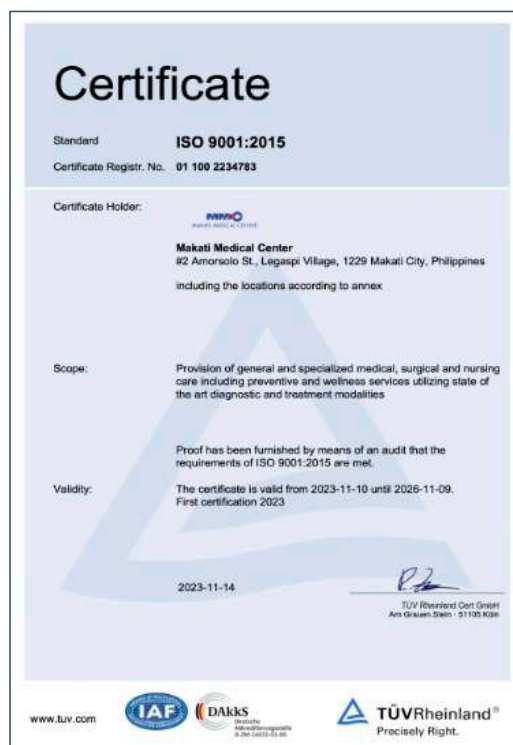 Certificate
Standard ISO 9001:2015
Certificate Registr. No. 01 100 2234783
Certificate Holder:
MAKATI MEDICAL CENTER
Makati Medical Center
#2 Amorsolo St., Legaspi Village, 1229 Makati City, Philippines
including the locations according to annex
Scope: Provision of general and specialized medical, surgical and nursing
care including preventive and wellness services utilizing state of
the art diagnostic and treatment modalities
Proof has been furnished by means of an audit that the
requirements of ISO 9001:2015 are met.
Validity: The certificate is valid from 2023-11-10 until 2026-11-09.
First certification 2023
2023-11-14
TÜV Rheinland Cert GmbH
Am Grauen Stein · 51105 Köln
www.tuv.com
IAF
DAkkS
Deutsche
Akkreditierungsstelle
TÜVRheinland®
Precisely Right.